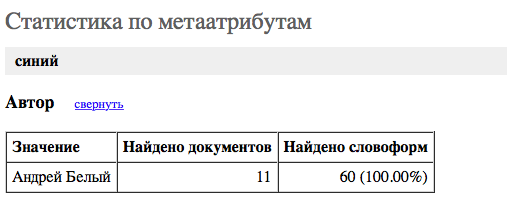 Статистика по метаатрибутам
синий
Автор свернуть
Значение Найдено документов Найдено словоформ
Андрей Белый 11 60 (100.00%)